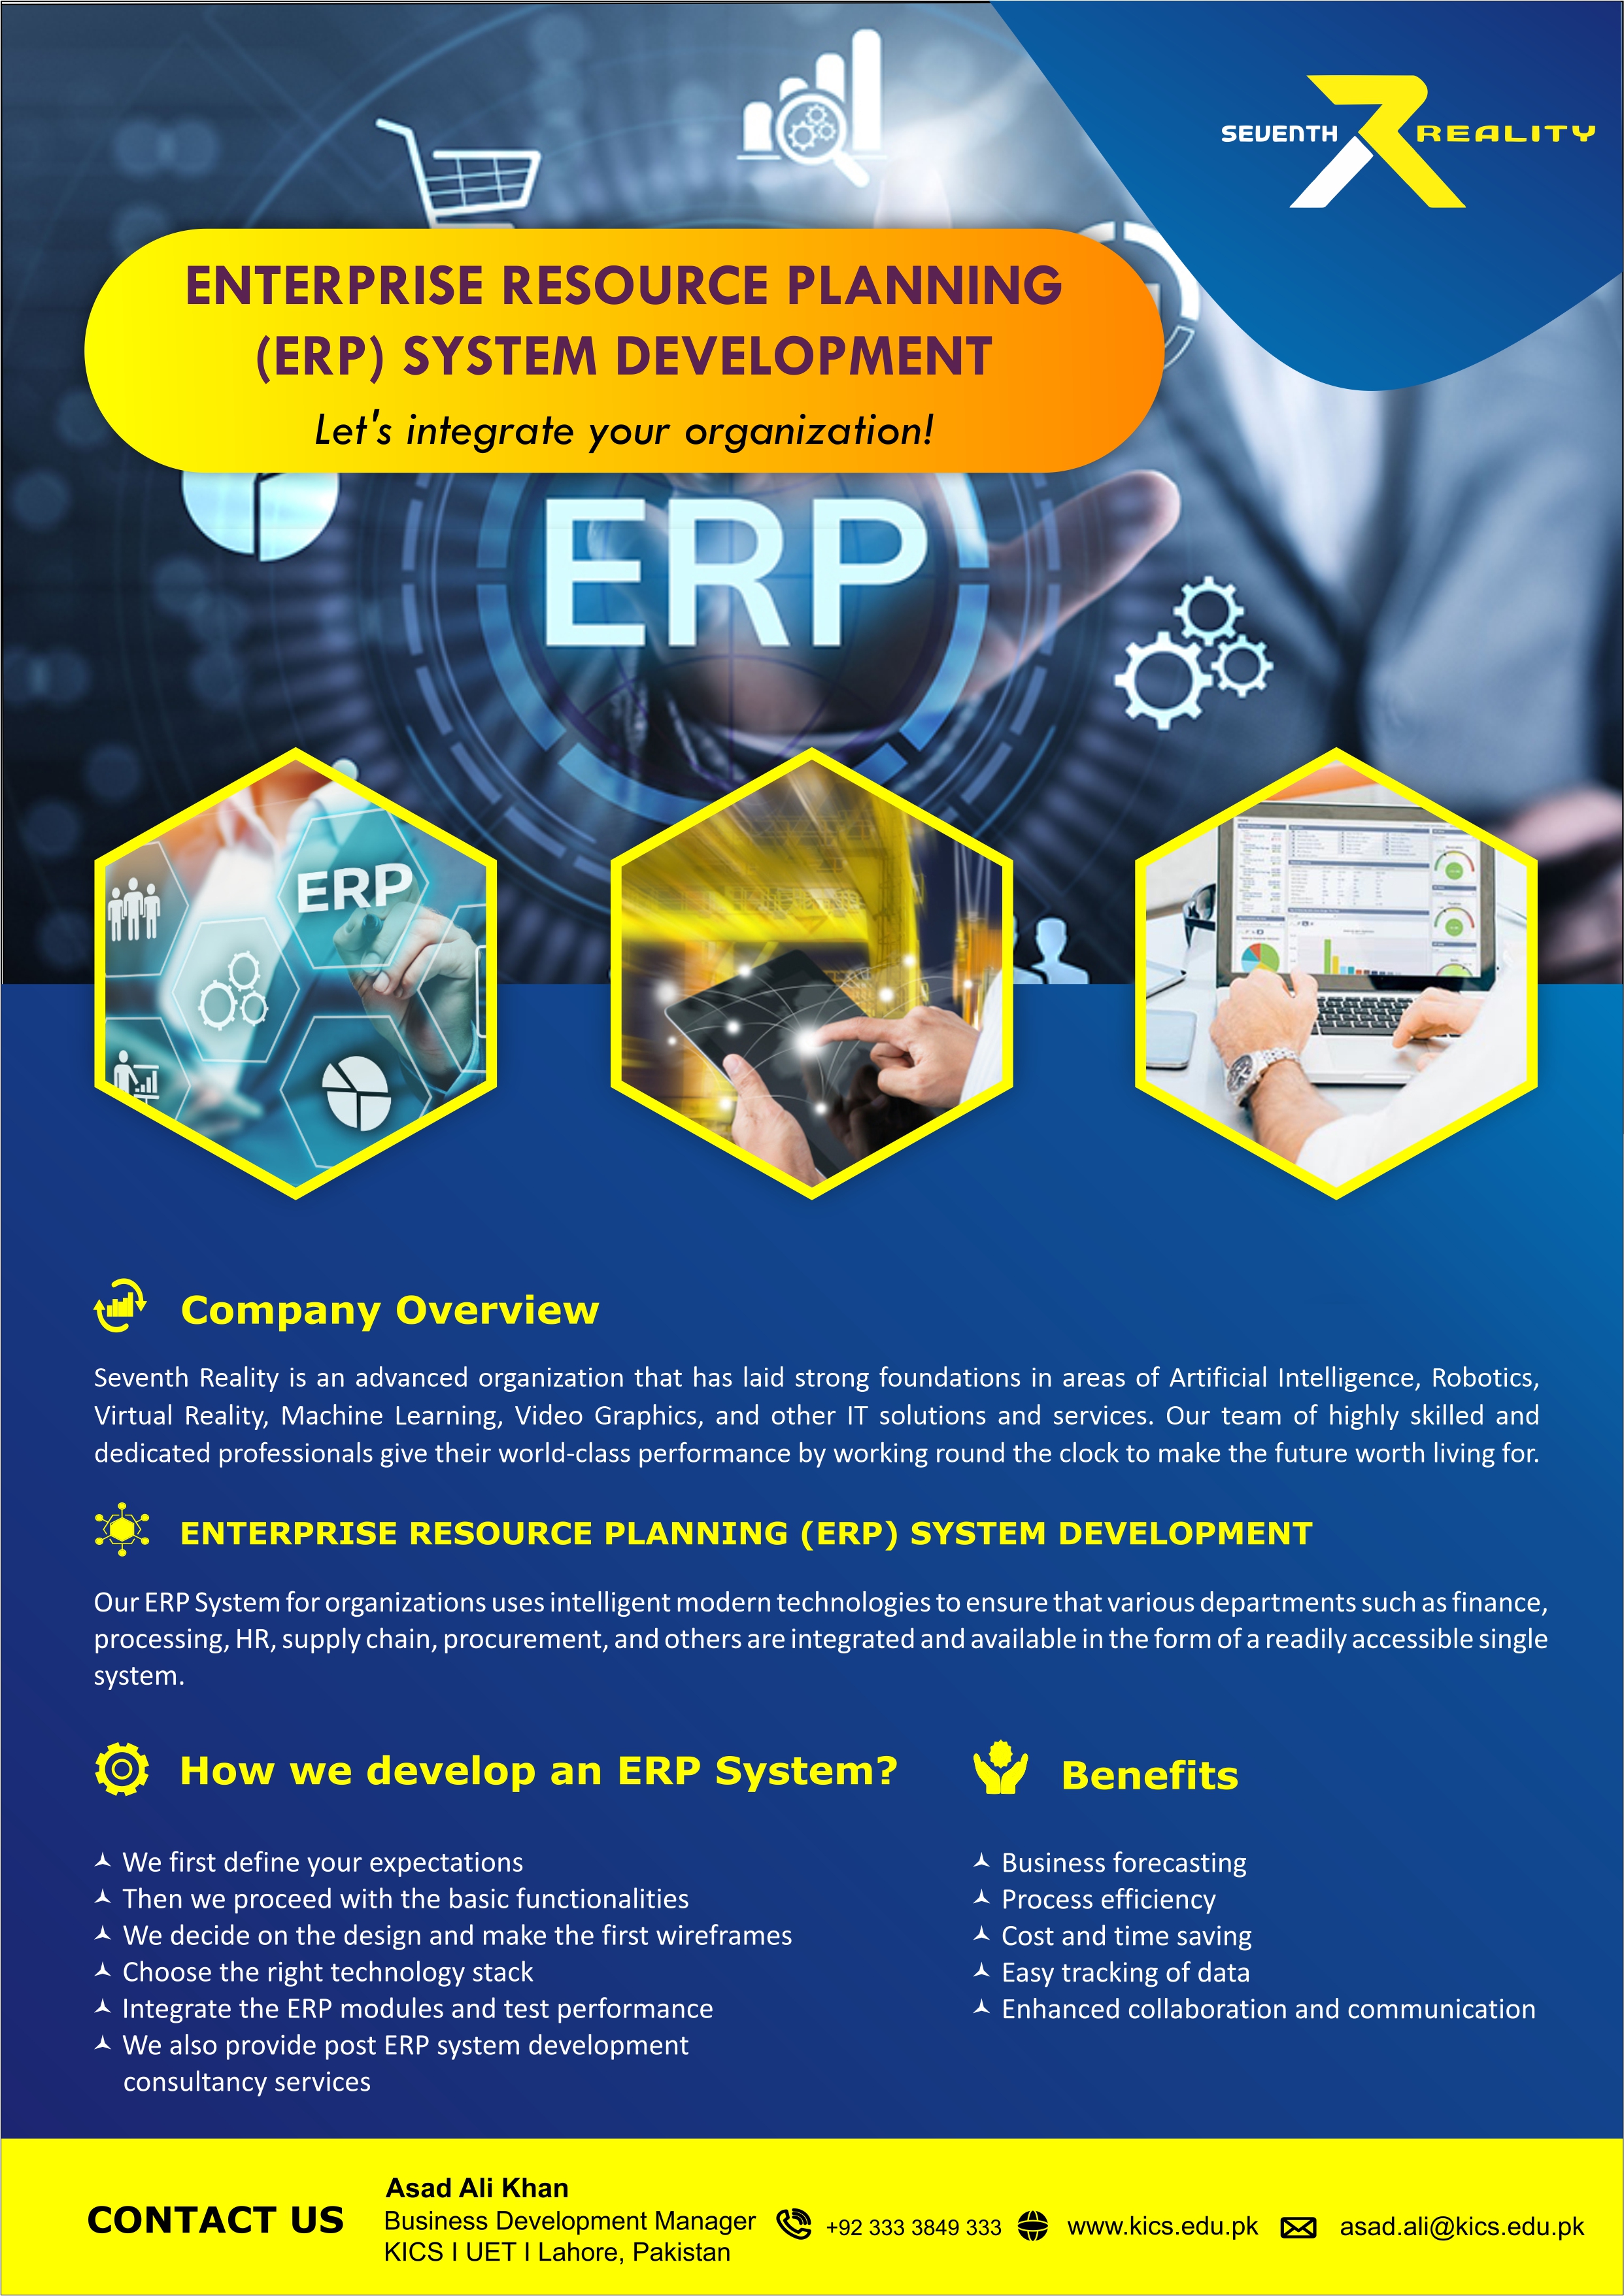 SEVENTH REALITY
ENTERPRISE RESOURCE PLANNING
(ERP) SYSTEM DEVELOPMENT
Let's integrate your organization!
ERP
ERP
Company Overview
Seventh Reality is an advanced organization that has laid strong foundations in areas of Artificial Intelligence, Robotics,
Virtual Reality, Machine Learning, Video Graphics, and other IT solutions and services. Our team of highly skilled and
dedicated professionals give their world-class performance by working round the clock to make the future worth living for.
ENTERPRISE RESOURCE PLANNING (ERP) SYSTEM DEVELOPMENT
Our ERP System for organizations uses intelligent modern technologies to ensure that various departments such as finance,
processing, HR, supply chain, procurement, and others are integrated and available in the form of a readily accessible single
system.
How we develop an ERP System?
We first define your expectations
Then we proceed with the basic functionalities
We decide on the design and make the first wireframes
Choose the right technology stack
Integrate the ERP modules and test performance
We also provide post ERP system development
consultancy services
Benefits
Business forecasting
Process efficiency
Cost and time saving
Easy tracking of data
Enhanced collaboration and communication
CONTACT US
Asad Ali Khan
Business Development Manager
KICS I UET I Lahore, Pakistan
+92 333 3849 333
www.kics.edu.pk
asad.ali@kics.edu.pk